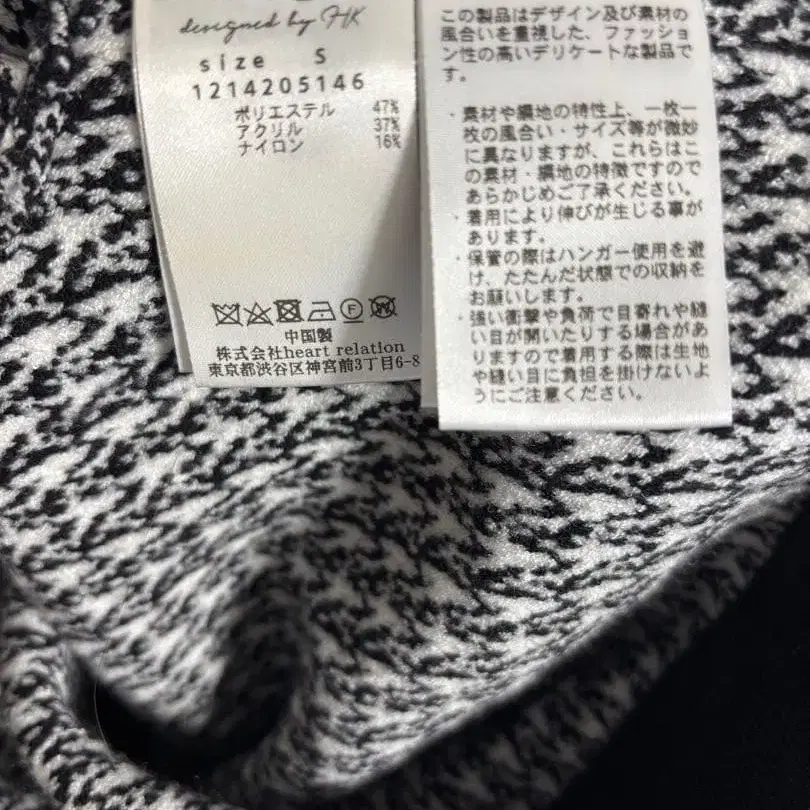 designed by HK
size S
1214205146
ポリエステル 47%
アクリル 37%
ナイロン 16%
中国製
株式会社heart relation
東京都渋谷区神宮前3丁目6-8
この製品はデザイン及び素材の
風合いを重視した、ファッショ
ン性の高いデリケートな製品で
す。
・素材や編地の特性上、一枚一
枚の風合い・サイズ等が微妙
に異なりますが、これらはこ
の素材・編地の特徴ですので
あらかじめご了承ください。
・着用により伸びが生じる事が
あります。
・保管の際はハンガー使用を避
け、たたんだ状態での収納を
お願いします。
・強い衝撃や負荷で目寄れや縫
い目が開いたりする場合があ
りますので着用する際は生地
や縫い目に負担を掛けないよ
うにご注意ください。